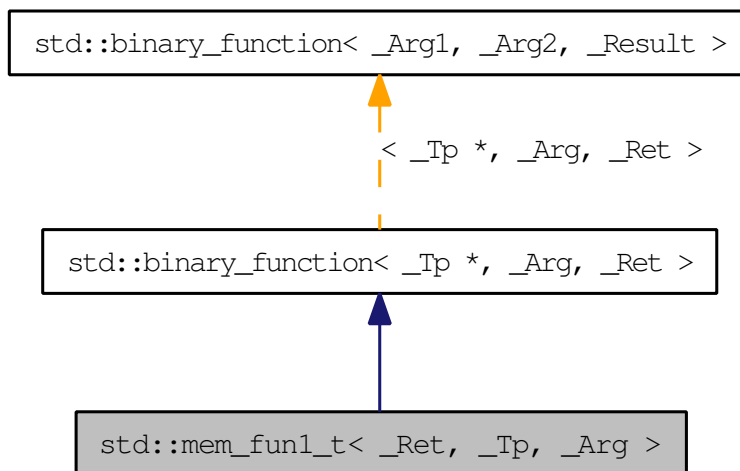 std::binary_function< _Arg1, _Arg2, _Result >
< _Tp *, _Arg, _Ret >
std::binary_function< _Tp *, _Arg, _Ret >
std::mem_fun1_t< _Ret, _Tp, _Arg >